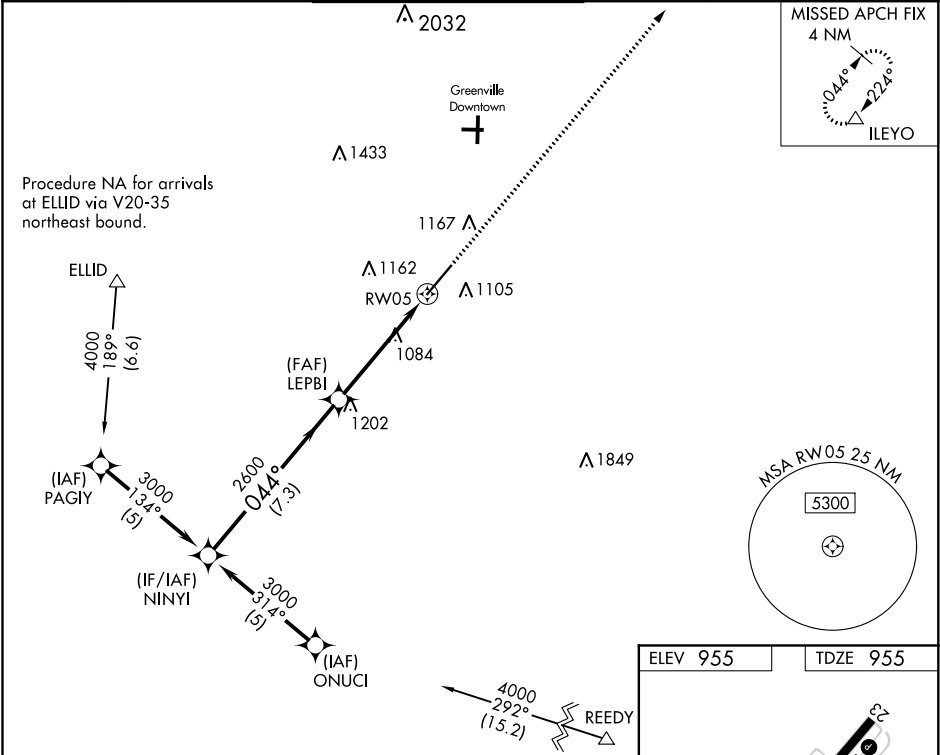 2032
MISSED APCH FIX
4 NM
044°
224°
ILEYO
Greenville
Downtown
1433
Procedure NA for arrivals
at ELLID via V20-35
northeast bound.
1167
ELLID
1162
RW05
1105
4000
189°
(6.6)
1084
(FAF)
LEPBI
1202
1849
MSA RW05 25 NM
5300
(IAF)
PAGIY
3000
134°
(5)
2600
044°
(7.3)
(IF/IAF)
NINYI
3000
314°
(5)
(IAF)
ONUCI
4000
292°
(15.2)
REEDY
ELEV 955
TDZE 955
23
P